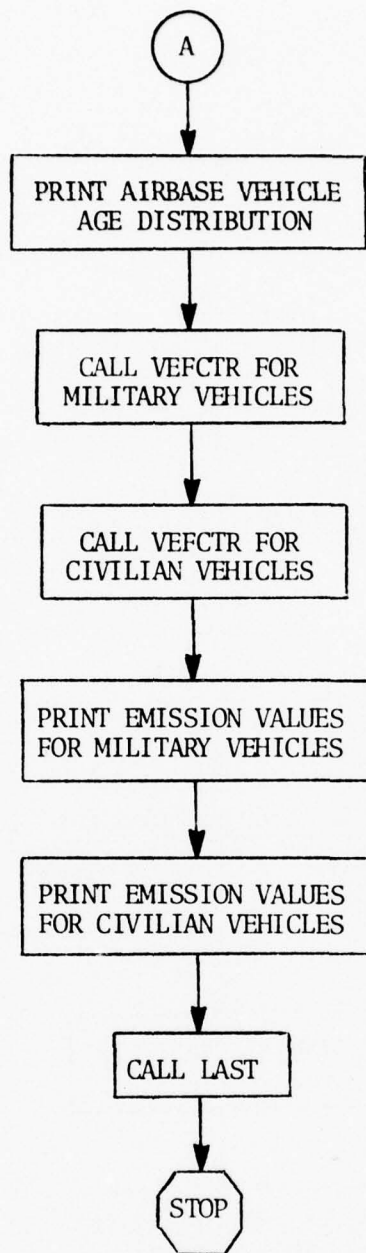 A
PRINT AIRBASE VEHICLE
AGE DISTRIBUTION
CALL VEFCTR FOR
MILITARY VEHICLES
CALL VEFCTR FOR
CIVILIAN VEHICLES
PRINT EMISSION VALUES
FOR MILITARY VEHICLES
PRINT EMISSION VALUES
FOR CIVILIAN VEHICLES
CALL LAST
STOP